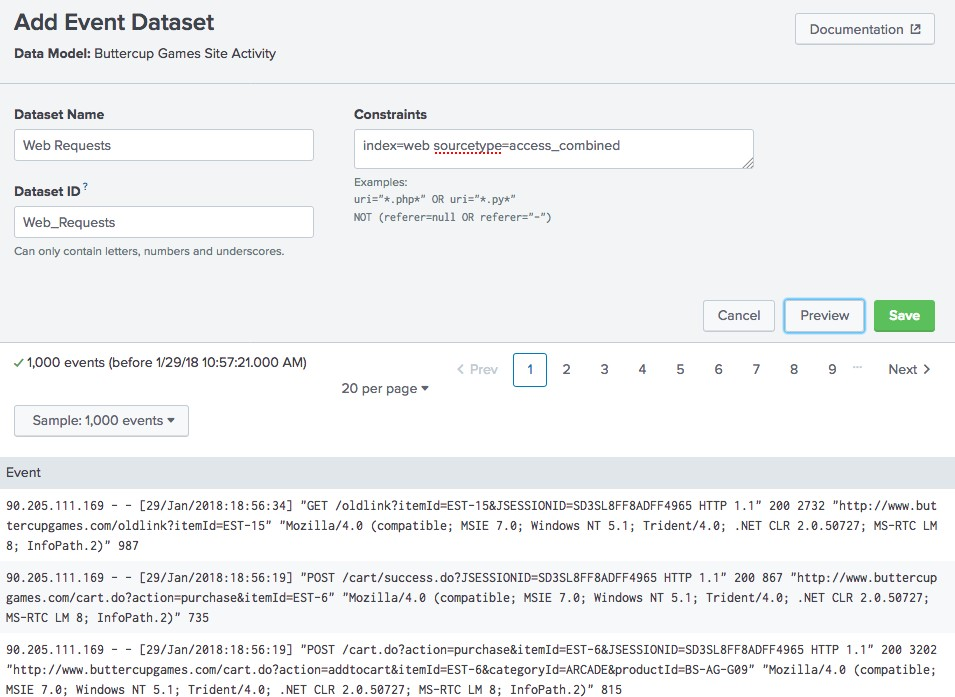 Add Event Dataset
Documentation
Data Model: Buttercup Games Site Activity
Dataset Name
Constraints
Web Requests
index=web sourcetype=access_combined
Dataset ID ?
Examples:
uri="*.php*" OR uri="*.py*"
Web_Requests
NOT (referer=null OR referer="-")
Can only contain letters, numbers and underscores.
Cancel
Preview
Save
1,000 events (before 1/29/18 10:57:21.000 AM)
Prev 1 2 3 4 5 6 7 8 9 ... Next
20 per page
Sample: 1,000 events
Event
90.205.111.169 - - [29/Jan/2018:18:56:34] "GET /oldlink?itemId=EST-15&JSESSIONID=SD3SL8FF8ADFF4965 HTTP 1.1" 200 2732 "http://www.but
tercupgames.com/oldlink?itemId=EST-15" "Mozilla/4.0 (compatible; MSIE 7.0; Windows NT 5.1; Trident/4.0; .NET CLR 2.0.50727; MS-RTC LM
8; InfoPath.2)" 987
90.205.111.169 - - [29/Jan/2018:18:56:19] "POST /cart/success.do?JSESSIONID=SD3SL8FF8ADFF4965 HTTP 1.1" 200 867 "http://www.buttercup
games.com/cart.do?action=purchase&itemId=EST-6" "Mozilla/4.0 (compatible; MSIE 7.0; Windows NT 5.1; Trident/4.0; .NET CLR 2.0.50727;
MS-RTC LM 8; InfoPath.2)" 735
90.205.111.169 - - [29/Jan/2018:18:56:19] "POST /cart.do?action=purchase&itemId=EST-6&JSESSIONID=SD3SL8FF8ADFF4965 HTTP 1.1" 200 3202
"http://www.buttercupgames.com/cart.do?action=addtocart&itemId=EST-6&categoryId=ARCADE&productId=BS-AG-G09" "Mozilla/4.0 (compatible;
MSIE 7.0; Windows NT 5.1; Trident/4.0; .NET CLR 2.0.50727; MS-RTC LM 8; InfoPath.2)" 815